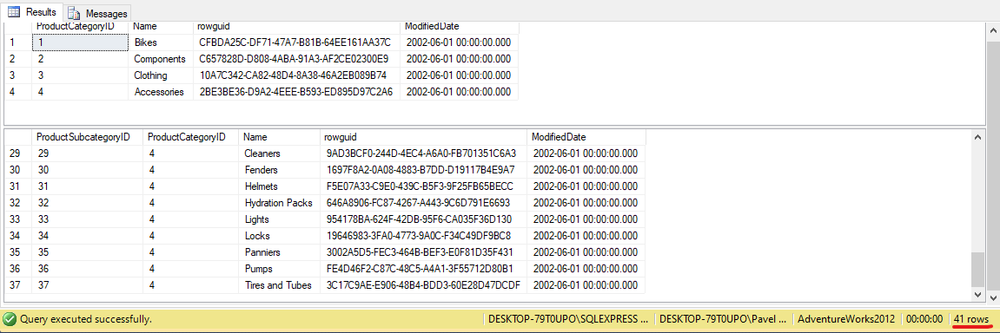 Results Messages
ProductCategoryID Name rowguid ModifiedDate
1 1 Bikes CFBDA25C-DF71-47A7-B81B-64EE161AA37C 2002-06-01 00:00:00.000
2 2 Components C657828D-D808-4ABA-91A3-AF2CE02300E9 2002-06-01 00:00:00.000
3 3 Clothing 10A7C342-CA82-48D4-8A38-46A2EB089B74 2002-06-01 00:00:00.000
4 4 Accessories 2BE3BE36-D9A2-4EEE-B593-ED895D97C2A6 2002-06-01 00:00:00.000
ProductSubcategoryID ProductCategoryID Name rowguid ModifiedDate
29 29 4 Cleaners 9AD3BCF0-244D-4EC4-A6A0-FB701351C6A3 2002-06-01 00:00:00.000
30 30 4 Fenders 1697F8A2-0A08-4883-B7DD-D19117B4E9A7 2002-06-01 00:00:00.000
31 31 4 Helmets F5E07A33-C9E0-439C-B5F3-9F25FB65BECC 2002-06-01 00:00:00.000
32 32 4 Hydration Packs 646A8906-FC87-4267-A443-9C6D791E6693 2002-06-01 00:00:00.000
33 33 4 Lights 954178BA-624F-42DB-95F6-CA035F36D130 2002-06-01 00:00:00.000
34 34 4 Locks 19646983-3FA0-4773-9A0C-F34C49DF9BC8 2002-06-01 00:00:00.000
35 35 4 Panniers 3002A5D5-FEC3-464B-BEF3-E0F81D35F431 2002-06-01 00:00:00.000
36 36 4 Pumps FE4D46F2-C87C-48C5-A4A1-3F55712D80B1 2002-06-01 00:00:00.000
37 37 4 Tires and Tubes 3C17C9AE-E906-48B4-BDD3-60E28D47DCDF 2002-06-01 00:00:00.000
Query executed successfully. DESKTOP-79T0UPO\SQLEXPRESS ... DESKTOP-79T0UPO\Pavel ... AdventureWorks2012 00:00:00 41 rows